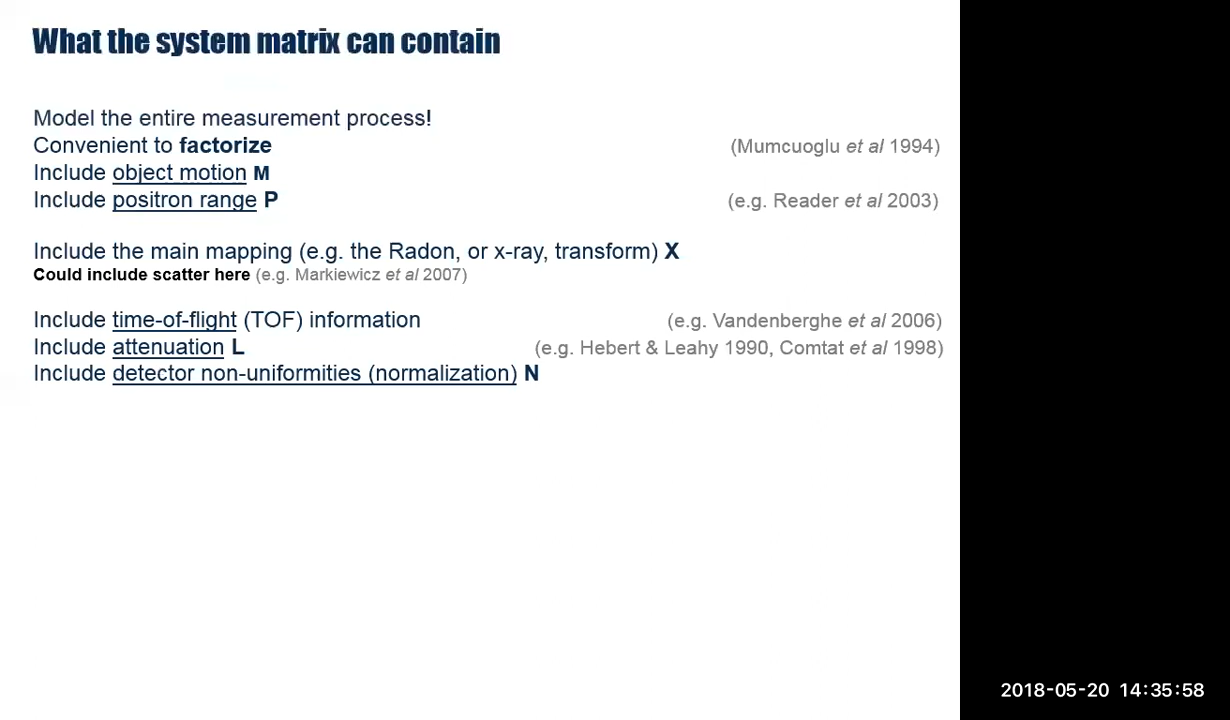 What the system matrix can contain
Model the entire measurement process!
Convenient to factorize (Mumcuoglu et al 1994)
Include object motion M
Include positron range P (e.g. Reader et al 2003)
Include the main mapping (e.g. the Radon, or x-ray, transform) X
Could include scatter here (e.g. Markiewicz et al 2007)
Include time-of-flight (TOF) information (e.g. Vandenberghe et al 2006)
Include attenuation L (e.g. Hebert & Leahy 1990, Comtat et al 1998)
Include detector non-uniformities (normalization) N
2018-05-20 14:35:58